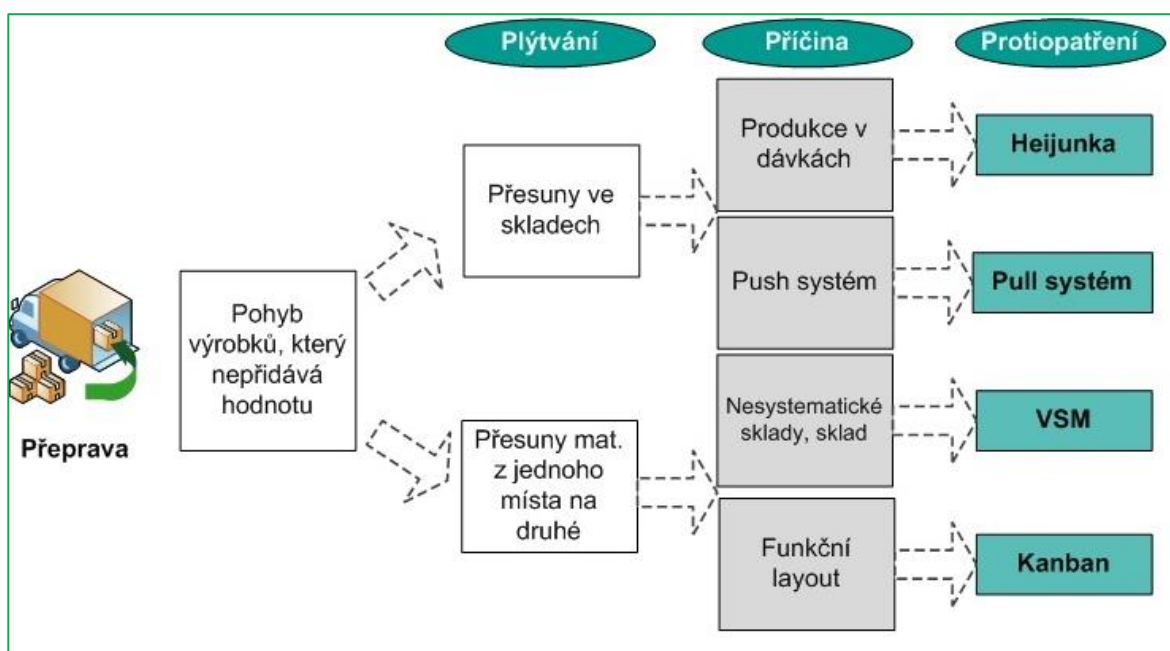 Plýtvání
Příčina
Protiopatření
Přeprava
Pohyb
výrobků, který
nepřidává
hodnotu
Přesuny ve
skladech
Přesuny mat.
z jednoho
místa na
druhé
Produkce v
dávkách
Push systém
Nesystematické
sklady, sklad
Funkční
layout
Heijunka
Pull systém
VSM
Kanban